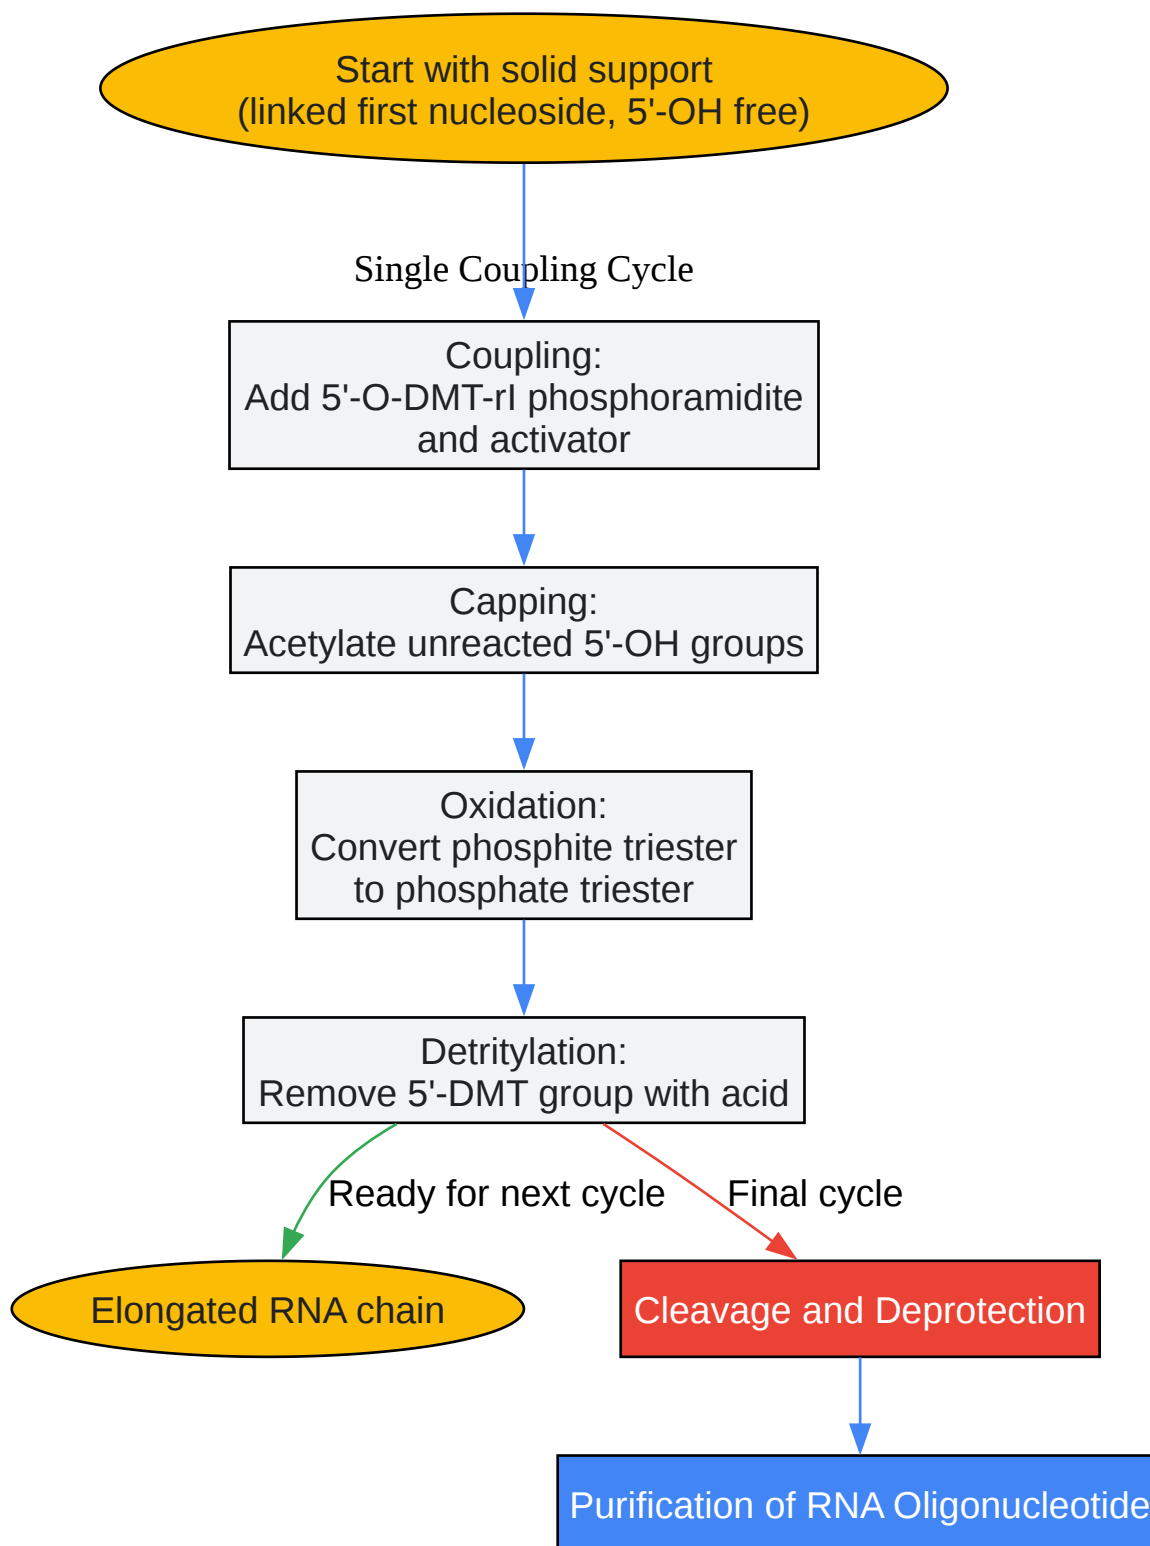 Start with solid support
(linked first nucleoside, 5'-OH free)
Single Coupling Cycle
Coupling:
Add 5'-O-DMT-rI phosphoramidite
and activator
Capping:
Acetylate unreacted 5'-OH groups
Oxidation:
Convert phosphite triester
to phosphate triester
Detritylation:
Remove 5'-DMT group with acid
Ready for next cycle
Final cycle
Elongated RNA chain
Cleavage and Deprotection
Purification of RNA Oligonucleotide